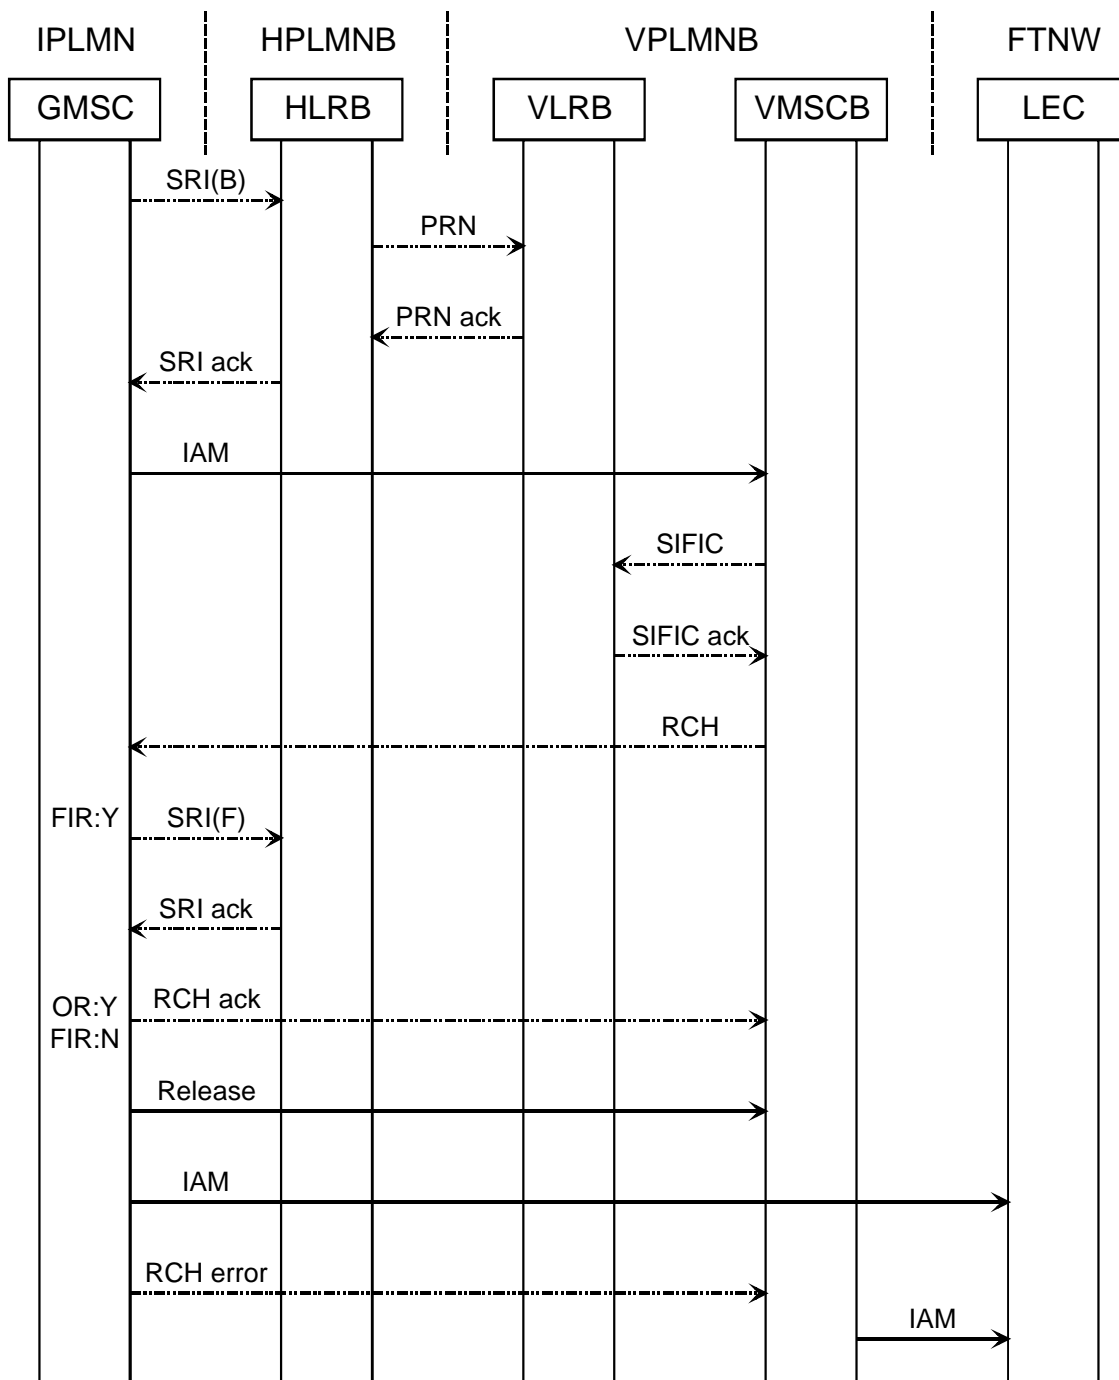 IPLMN HPLMNB VPLMNB FTNW
GMSC HLRB VLRB VMSCB LEC
SRI(B)
PRN
PRN ack
SRI ack
IAM
SIFIC
SIFIC ack
RCH
FIR:Y SRI(F)
SRI ack
OR:Y RCH ack
FIR:N
Release
IAM
RCH error
IAM